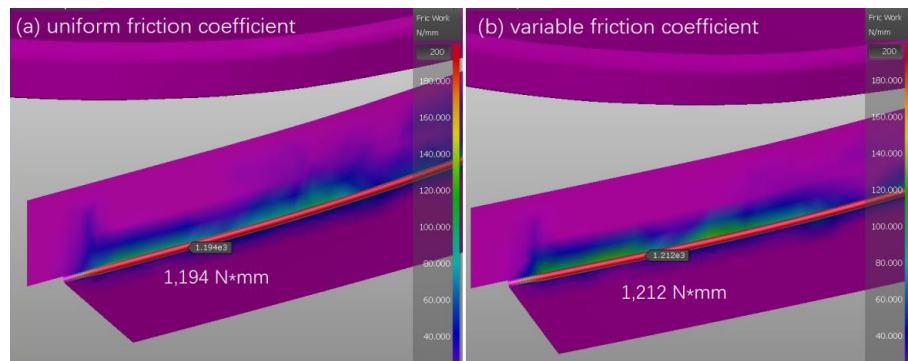 (a) uniform friction coefficient
Fric Work
N/mm
200
180.000
160.000
140.000
120.000
100.000
80.000
60.000
40.000
1.194e3
1,194 N*mm
(b) variable friction coefficient
Fric Work
N/mm
200
180.000
160.000
140.000
120.000
100.000
80.000
60.000
40.000
1.212e3
1,212 N*mm